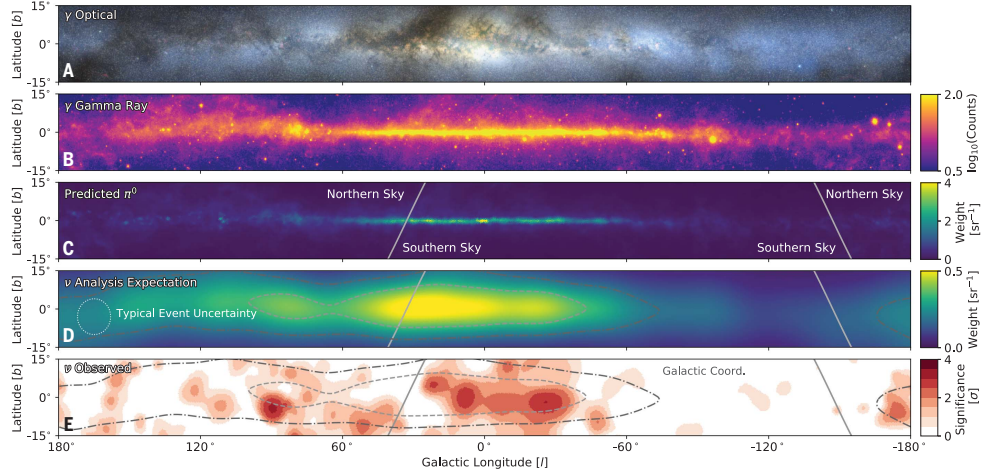 Latitude [b]
15°
0°
-15°
γ Optical
A
Latitude [b]
15°
0°
-15°
γ Gamma Ray
B
2.0
0.5
log₁₀(Counts)
Latitude [b]
15°
0°
-15°
Predicted π⁰
Northern Sky
Northern Sky
C
Southern Sky
Southern Sky
4
2
0
Weight
[sr⁻¹]
Latitude [b]
15°
0°
-15°
ν Analysis Expectation
Typical Event Uncertainty
D
0.5
0.0
Weight [sr⁻¹]
Latitude [b]
15°
0°
-15°
ν Observed
Galactic Coord.
E
4
2
0
Significance
[σ]
180°
120°
60°
0°
-60°
-120°
-180°
Galactic Longitude [l]